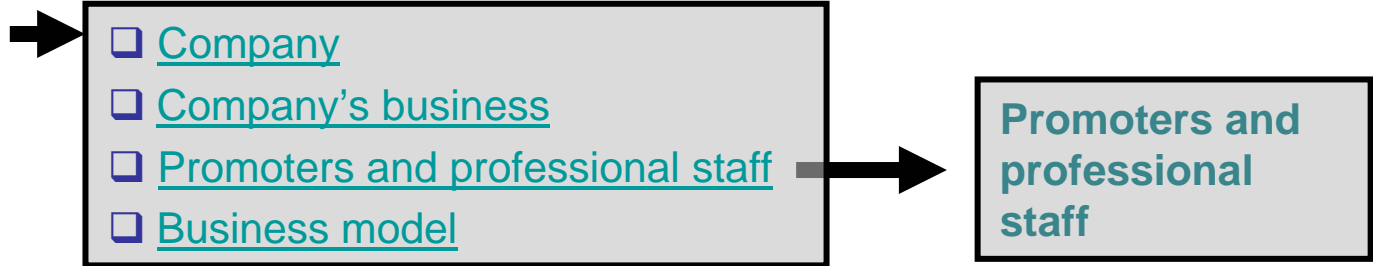 ❑ Company
❑ Company's business
❑ Promoters and professional staff
❑ Business model
Promoters and
professional
staff